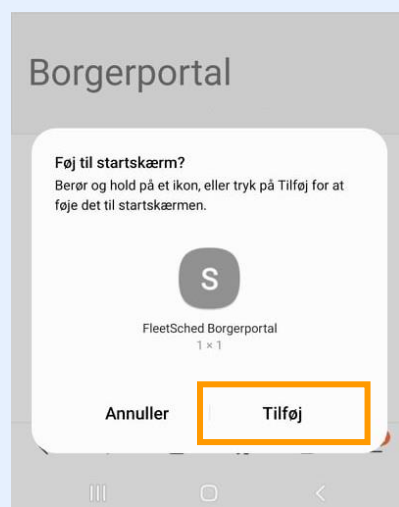 Borgerportal
Føj til startskærm?
Berør og hold på et ikon, eller tryk på Tilføj for at
føje det til startskærmen.
S
FleetSched Borgerportal
1 × 1
Annuller
Tilføj